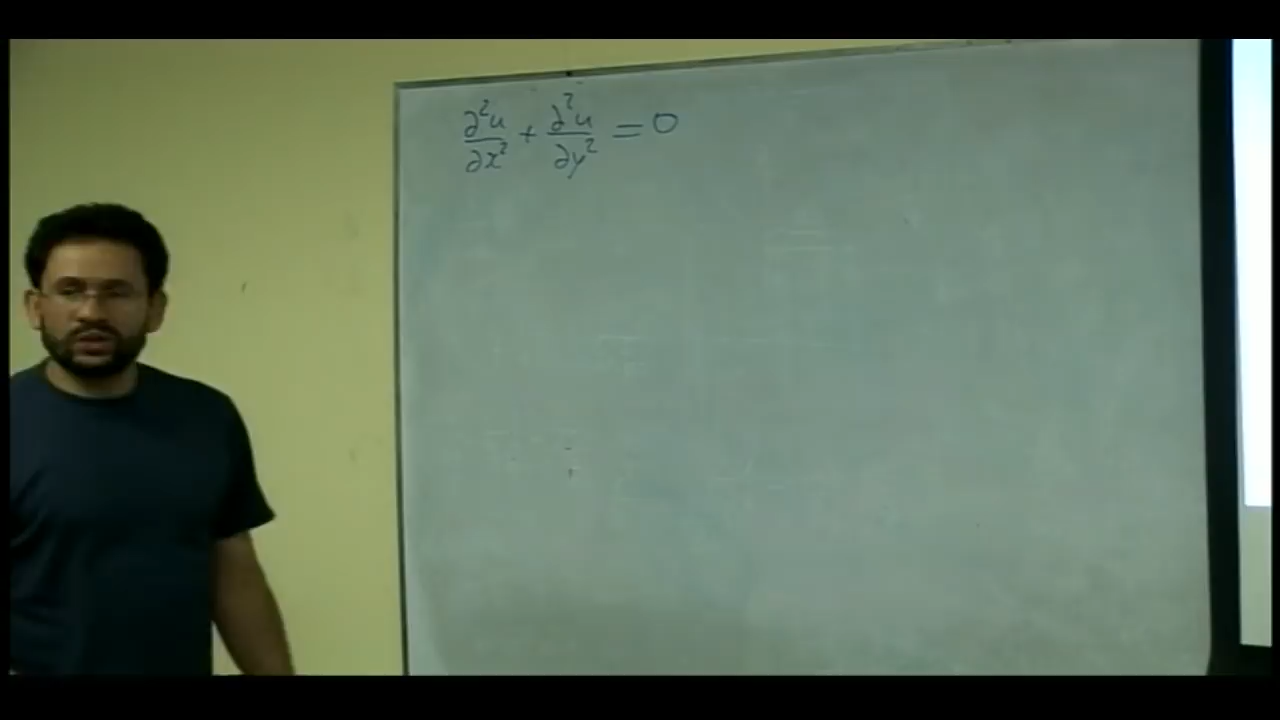 ∂²u/∂x² + ∂²u/∂y² = 0